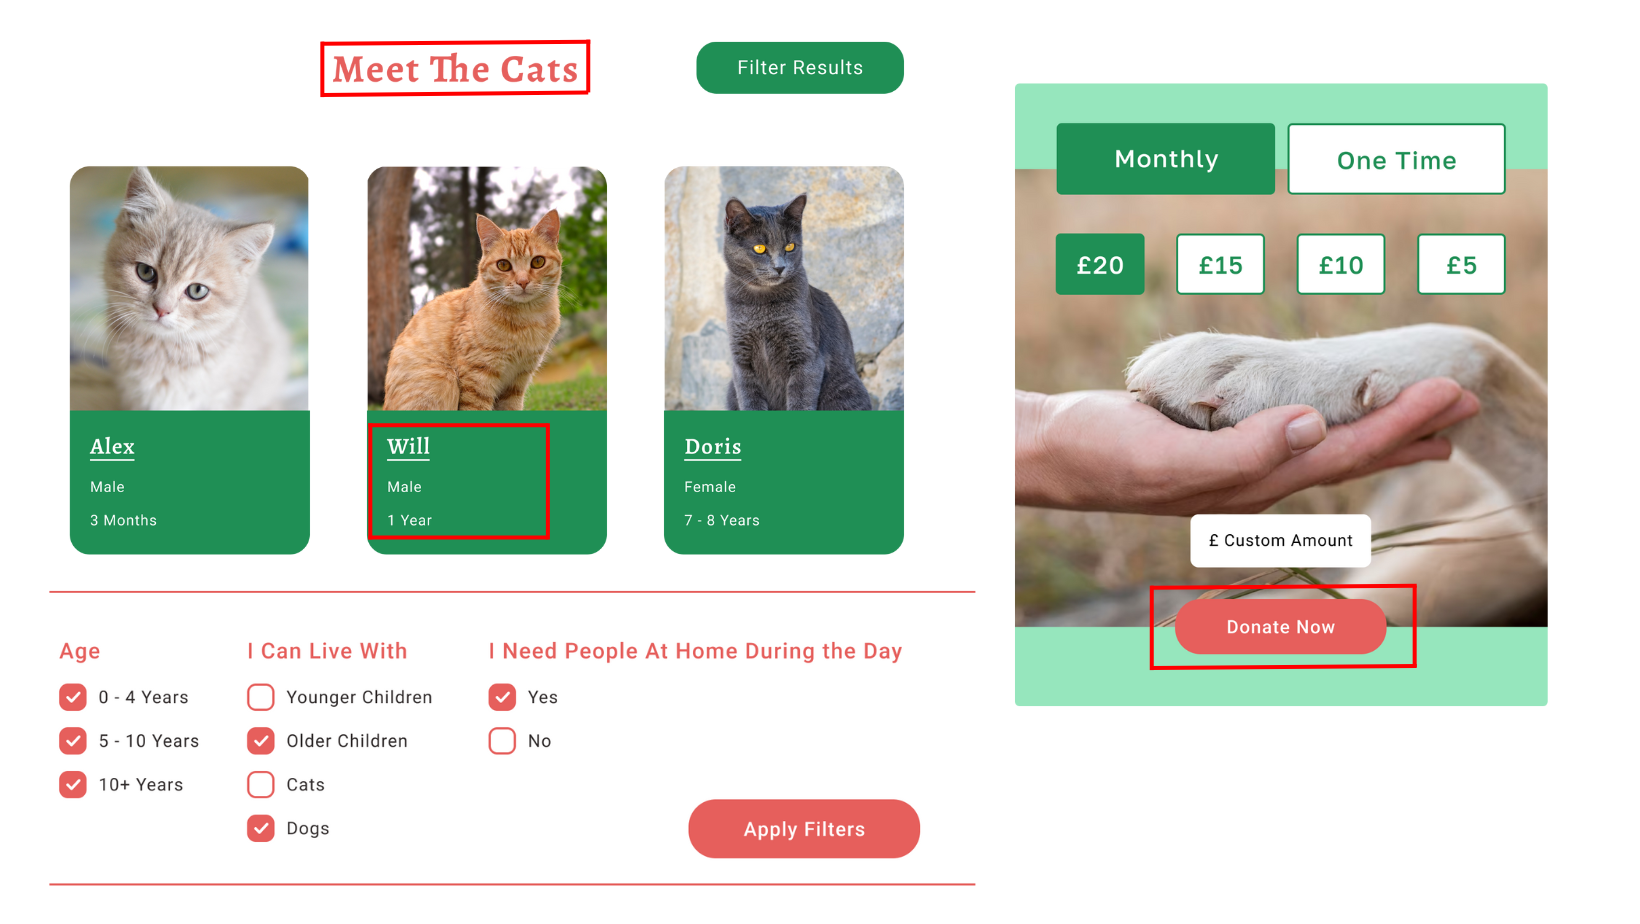 Meet The Cats
Filter Results
Alex
Male
3 Months
Will
Male
1 Year
Doris
Female
7 - 8 Years
Age
0 - 4 Years
5 - 10 Years
10+ Years
I Can Live With
Younger Children
Older Children
Cats
Dogs
I Need People At Home During the Day
Yes
No
Apply Filters
Monthly
One Time
£20
£15
£10
£5
£ Custom Amount
Donate Now